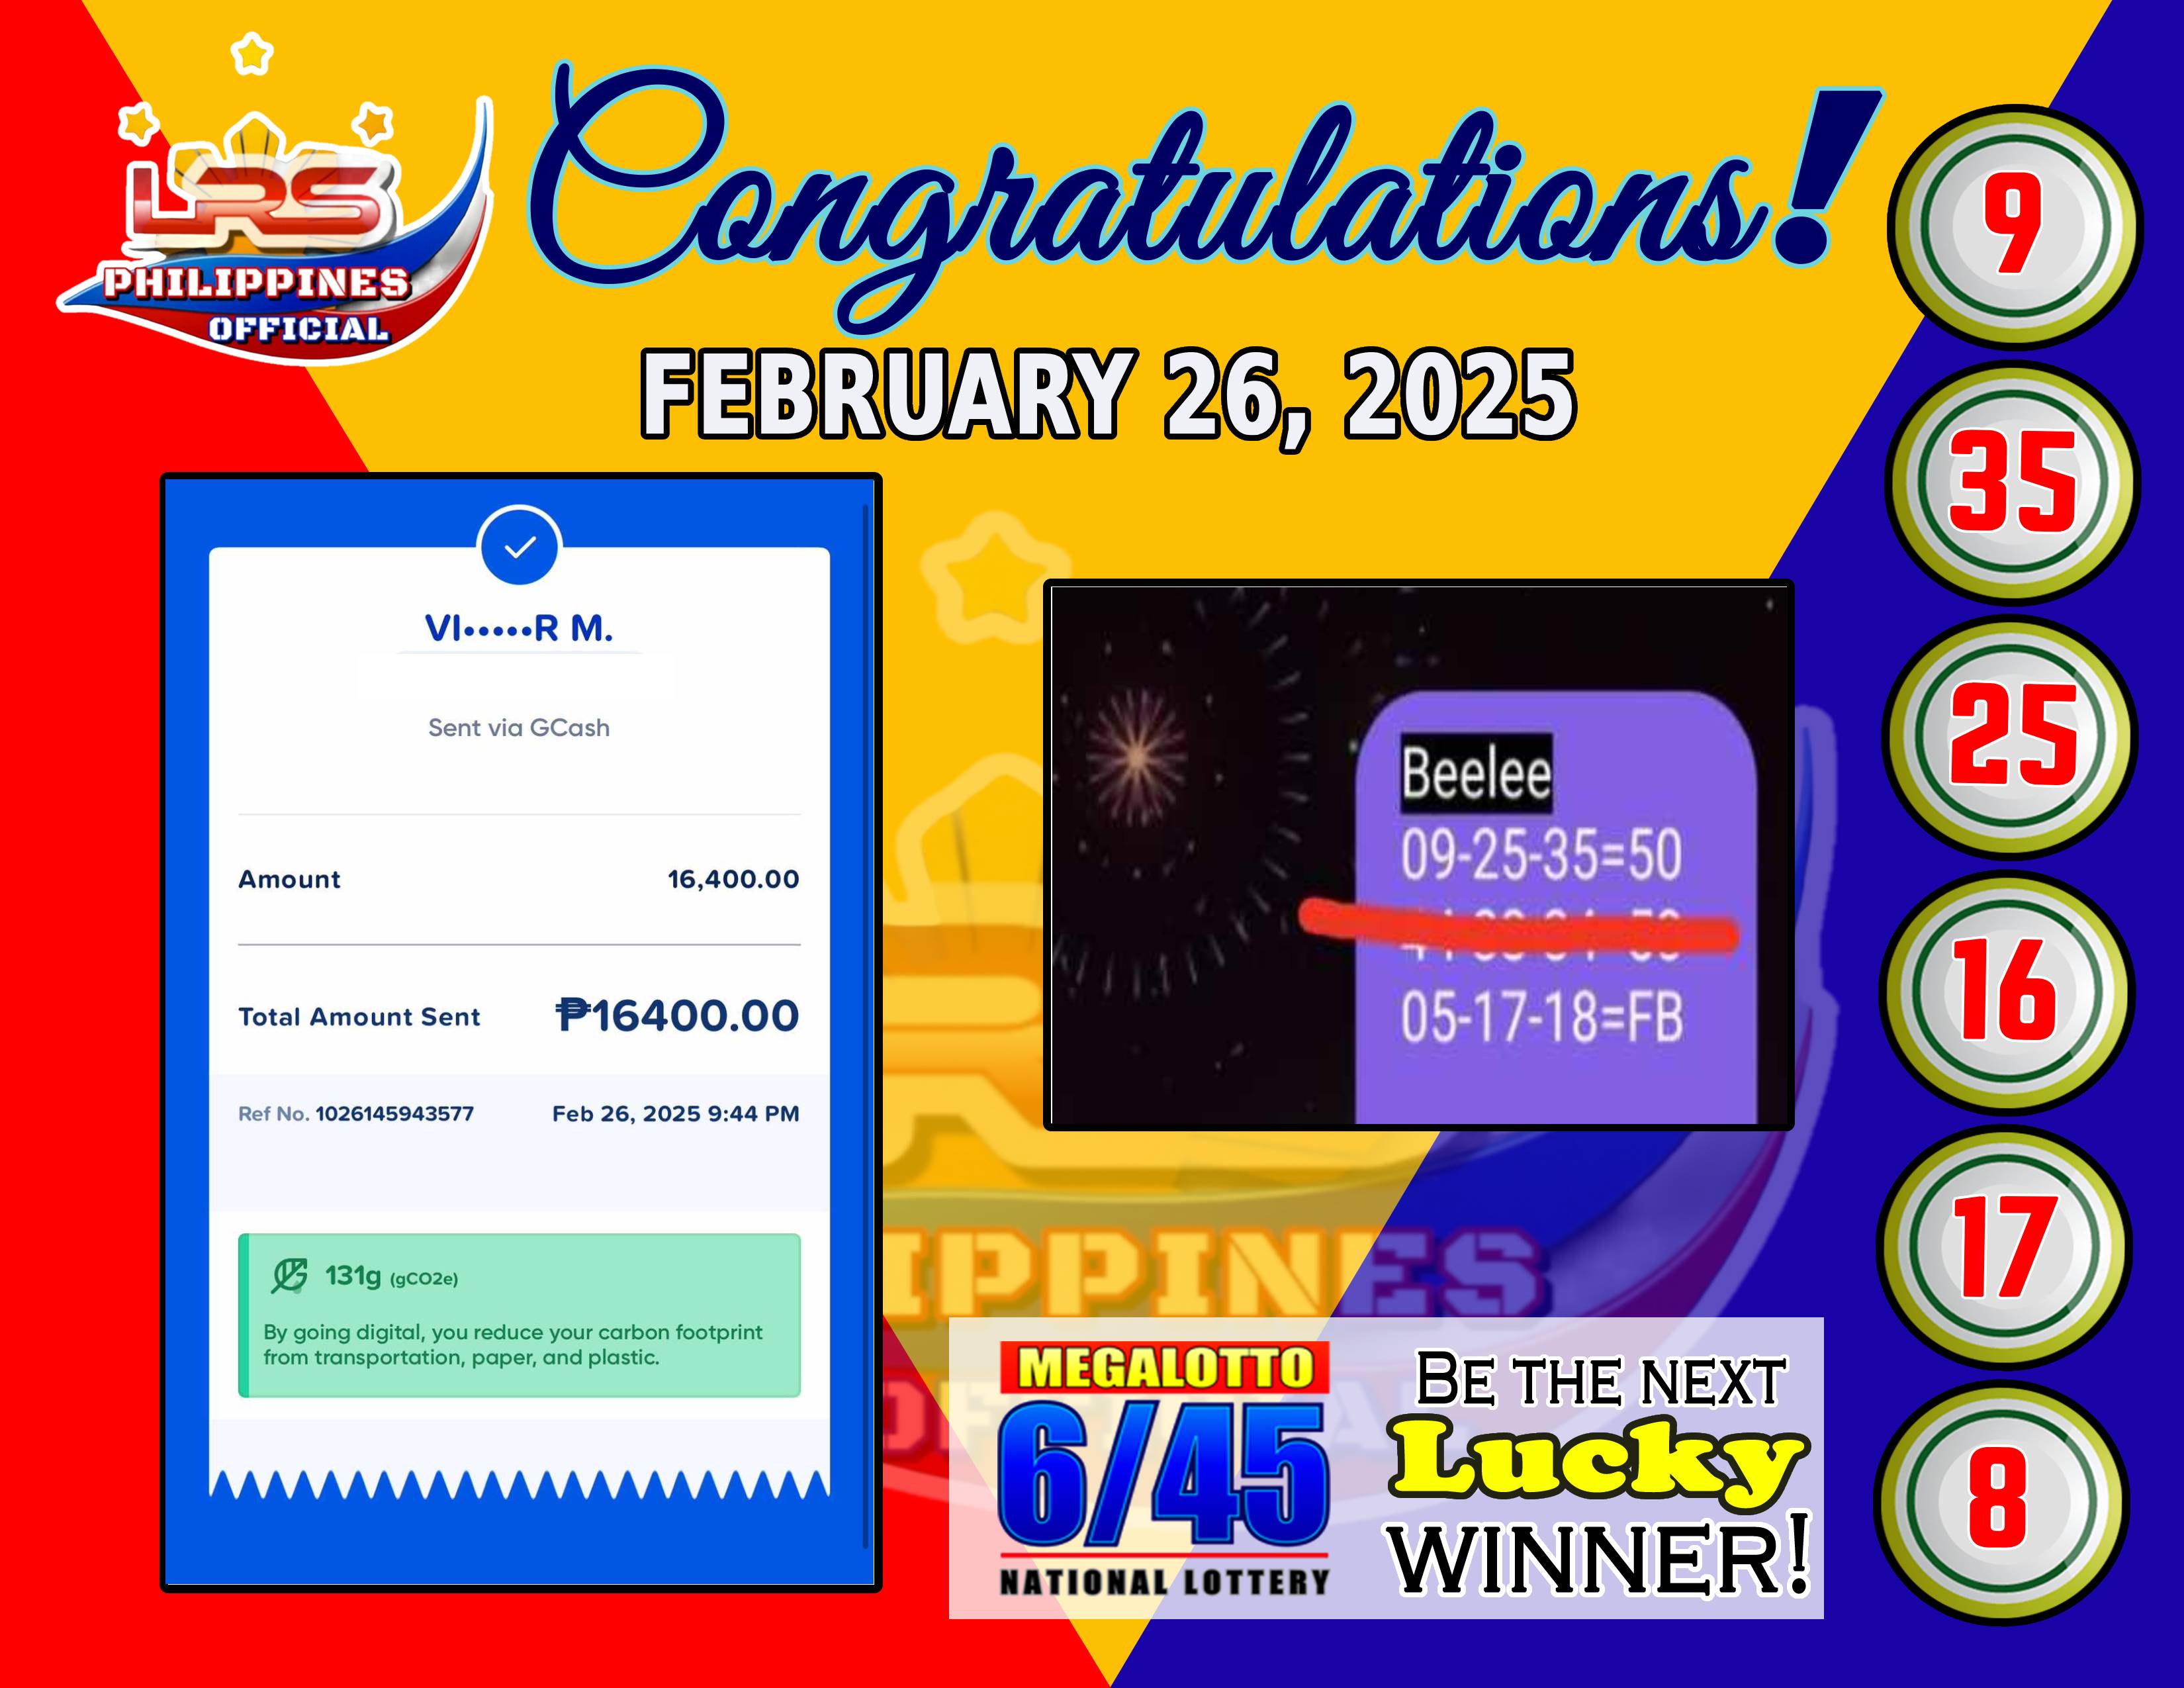 LRS
PHILIPPINES
OFFICIAL
Congratulations!
FEBRUARY 26, 2025
VI•••••R M.
Sent via GCash
Amount 16,400.00
Total Amount Sent ₱16400.00
Ref No. 1026145943577 Feb 26, 2025 9:44 PM
131g (gCO2e)
By going digital, you reduce your carbon footprint
from transportation, paper, and plastic.
Beelee
09-25-35=50
05-17-18=FB
MEGALOTTO
6/45
NATIONAL LOTTERY
BE THE NEXT
Lucky
WINNER!
9
35
25
16
17
8